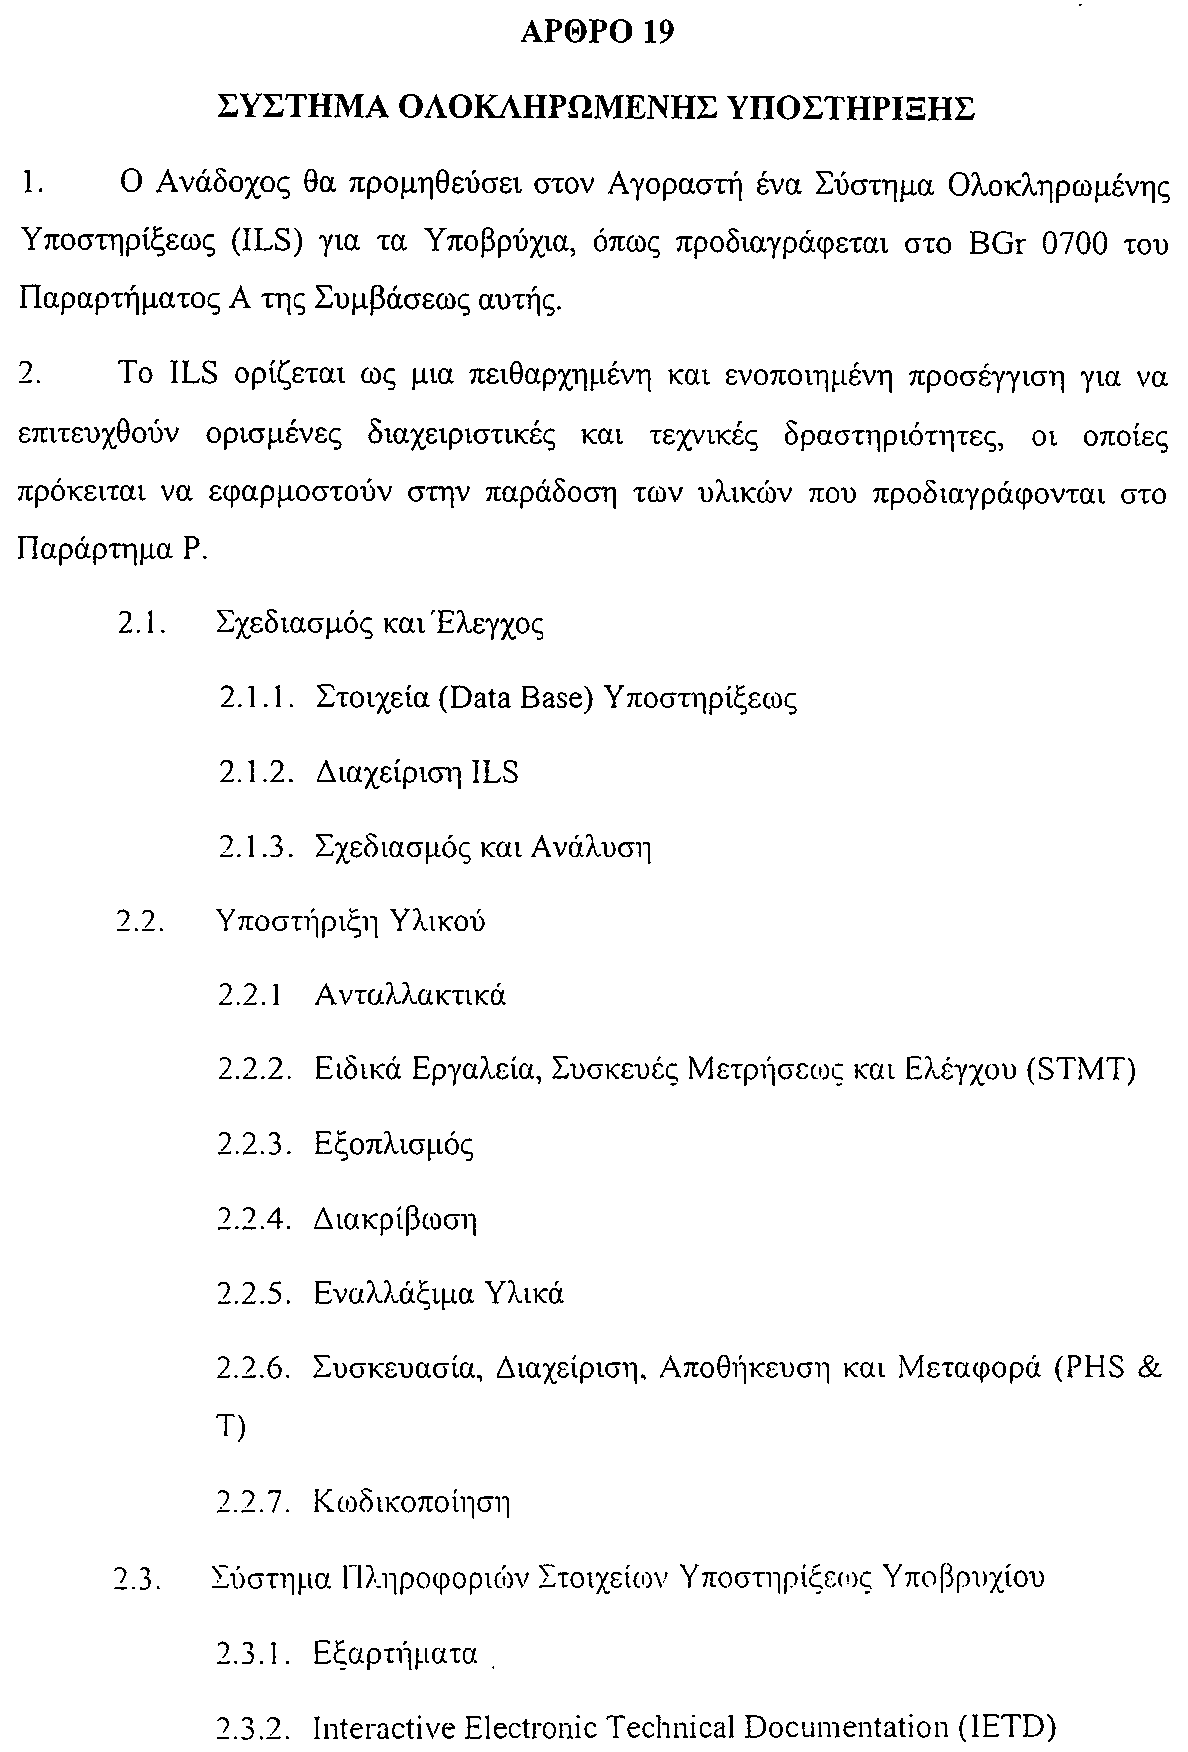 ΑΡΘΡΟ 19
ΣΥΣΤΗΜΑ ΟΛΟΚΛΗΡΩΜΕΝΗΣ ΥΠΟΣΤΗΡΙΞΗΣ
1. Ο Ανάδοχος θα προμηθεύσει στον Αγοραστή ένα Σύστημα Ολοκληρωμένης
Υποστηρίξεως (ILS) για τα Υποβρύχια, όπως προδιαγράφεται στο BGr 0700 του
Παραρτήματος Α της Συμβάσεως αυτής.
2. Το ILS ορίζεται ως μια πειθαρχημένη και ενοποιημένη προσέγγιση για να
επιτευχθούν ορισμένες διαχειριστικές και τεχνικές δραστηριότητες, οι οποίες
πρόκειται να εφαρμοστούν στην παράδοση των υλικών που προδιαγράφονται στο
Παράρτημα Ρ.
2.1. Σχεδιασμός και Έλεγχος
2.1.1. Στοιχεία (Data Base) Υποστηρίξεως
2.1.2. Διαχείριση ILS
2.1.3. Σχεδιασμός και Ανάλυση
2.2. Υποστήριξη Υλικού
2.2.1 Ανταλλακτικά
2.2.2. Ειδικά Εργαλεία, Συσκευές Μετρήσεως και Ελέγχου (STMT)
2.2.3. Εξοπλισμός
2.2.4. Διακρίβωση
2.2.5. Εναλλάξιμα Υλικά
2.2.6. Συσκευασία, Διαχείριση, Αποθήκευση και Μεταφορά (PHS &
T)
2.2.7. Κωδικοποίηση
2.3. Σύστημα Πληροφοριών Στοιχείων Υποστηρίξεως Υποβρυχίου
2.3.1. Εξαρτήματα
2.3.2. Interactive Electronic Technical Documentation (IETD)